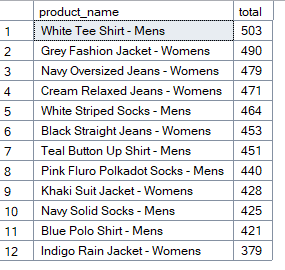 product_name total
1 White Tee Shirt - Mens 503
2 Grey Fashion Jacket - Womens 490
3 Navy Oversized Jeans - Womens 479
4 Cream Relaxed Jeans - Womens 471
5 White Striped Socks - Mens 464
6 Black Straight Jeans - Womens 453
7 Teal Button Up Shirt - Mens 451
8 Pink Fluro Polkadot Socks - Mens 440
9 Khaki Suit Jacket - Womens 428
10 Navy Solid Socks - Mens 425
11 Blue Polo Shirt - Mens 421
12 Indigo Rain Jacket - Womens 379